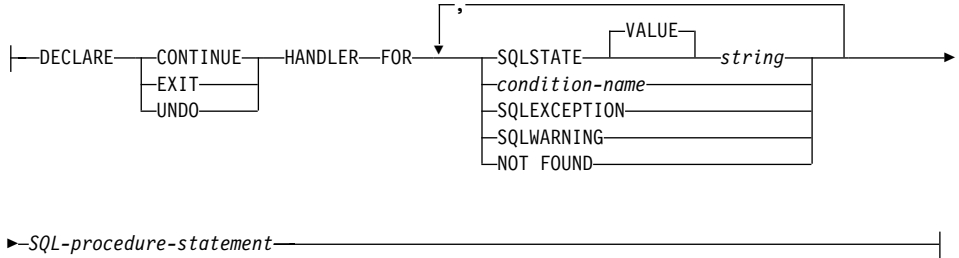 ,
VALUE
DECLARE CONTINUE HANDLER FOR SQLSTATE string
EXIT condition-name
UNDO SQLEXCEPTION
SQLWARNING
NOT FOUND
SQL-procedure-statement